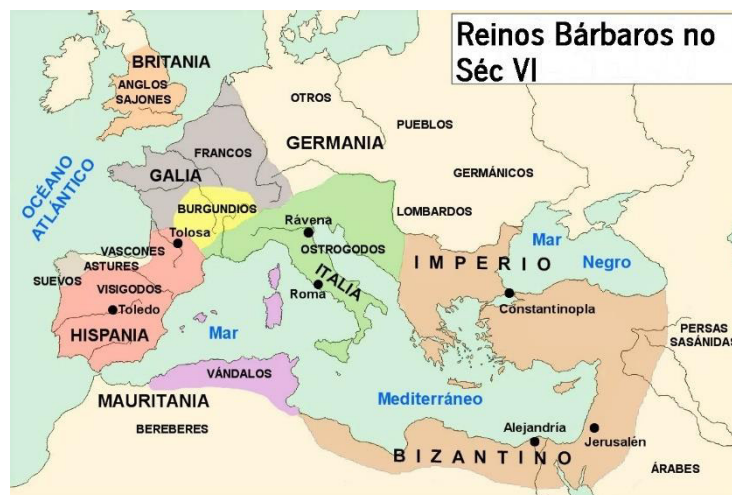 Reinos Bárbaros no
Séc VI
BRITANIA
ANGLOS
SAJONES
OTROS
PUEBLOS
GERMANIA
GERMÁNICOS
OCÉANO
ATLÁNTICO
FRANCOS
GALIA
BURGUNDIOS
LOMBARDOS
Tolosa
Rávena
OSTROGODOS
Mar
Negro
VASCONES
ASTURES
SUEVOS
VISIGODOS
Toledo
HISPANIA
ITALIA
Roma
IMPERIO
Constantinopla
Mar
PERSAS
SASÁNIDAS
VÁNDALOS
MAURITANIA
BEREBERES
Mediterráneo
Alejandría
Jerusalén
BIZANTINO
ÁRABES